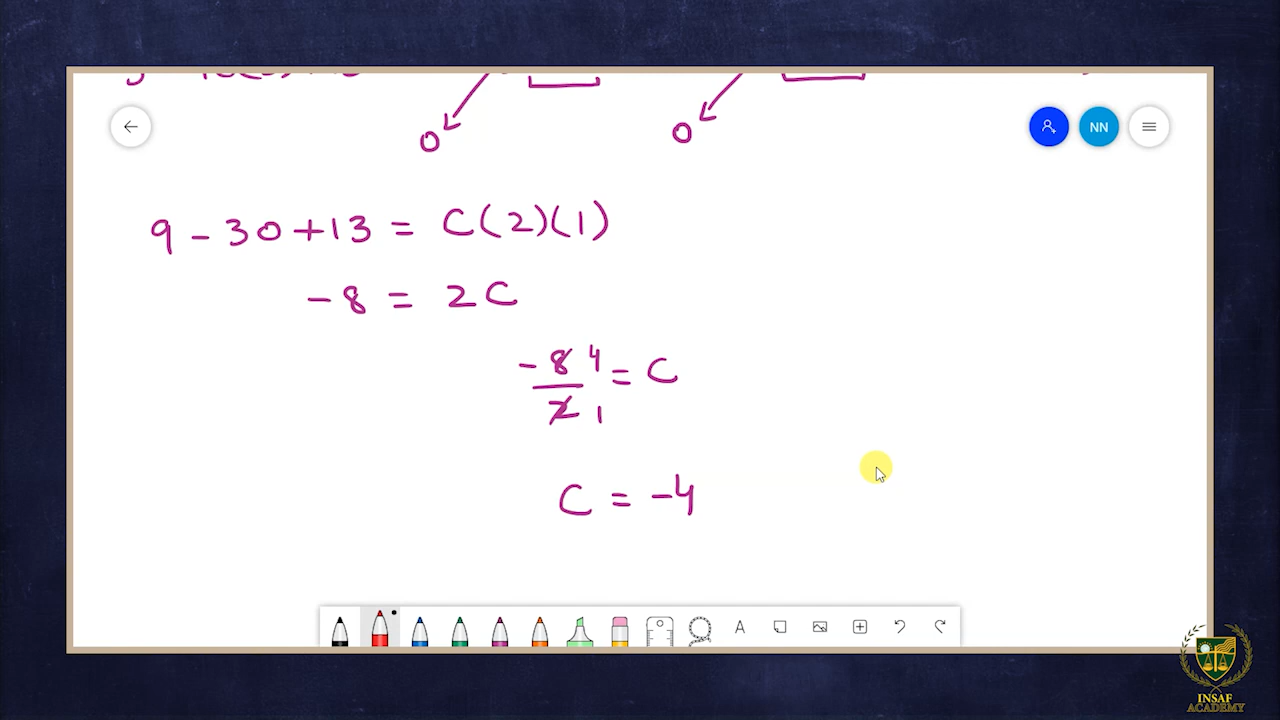 0 0
NN
9 - 30 + 13 = C(2)(1)
-8 = 2C
-8 4 = C
2 1
C = -4
A
INSAF
ACADEMY